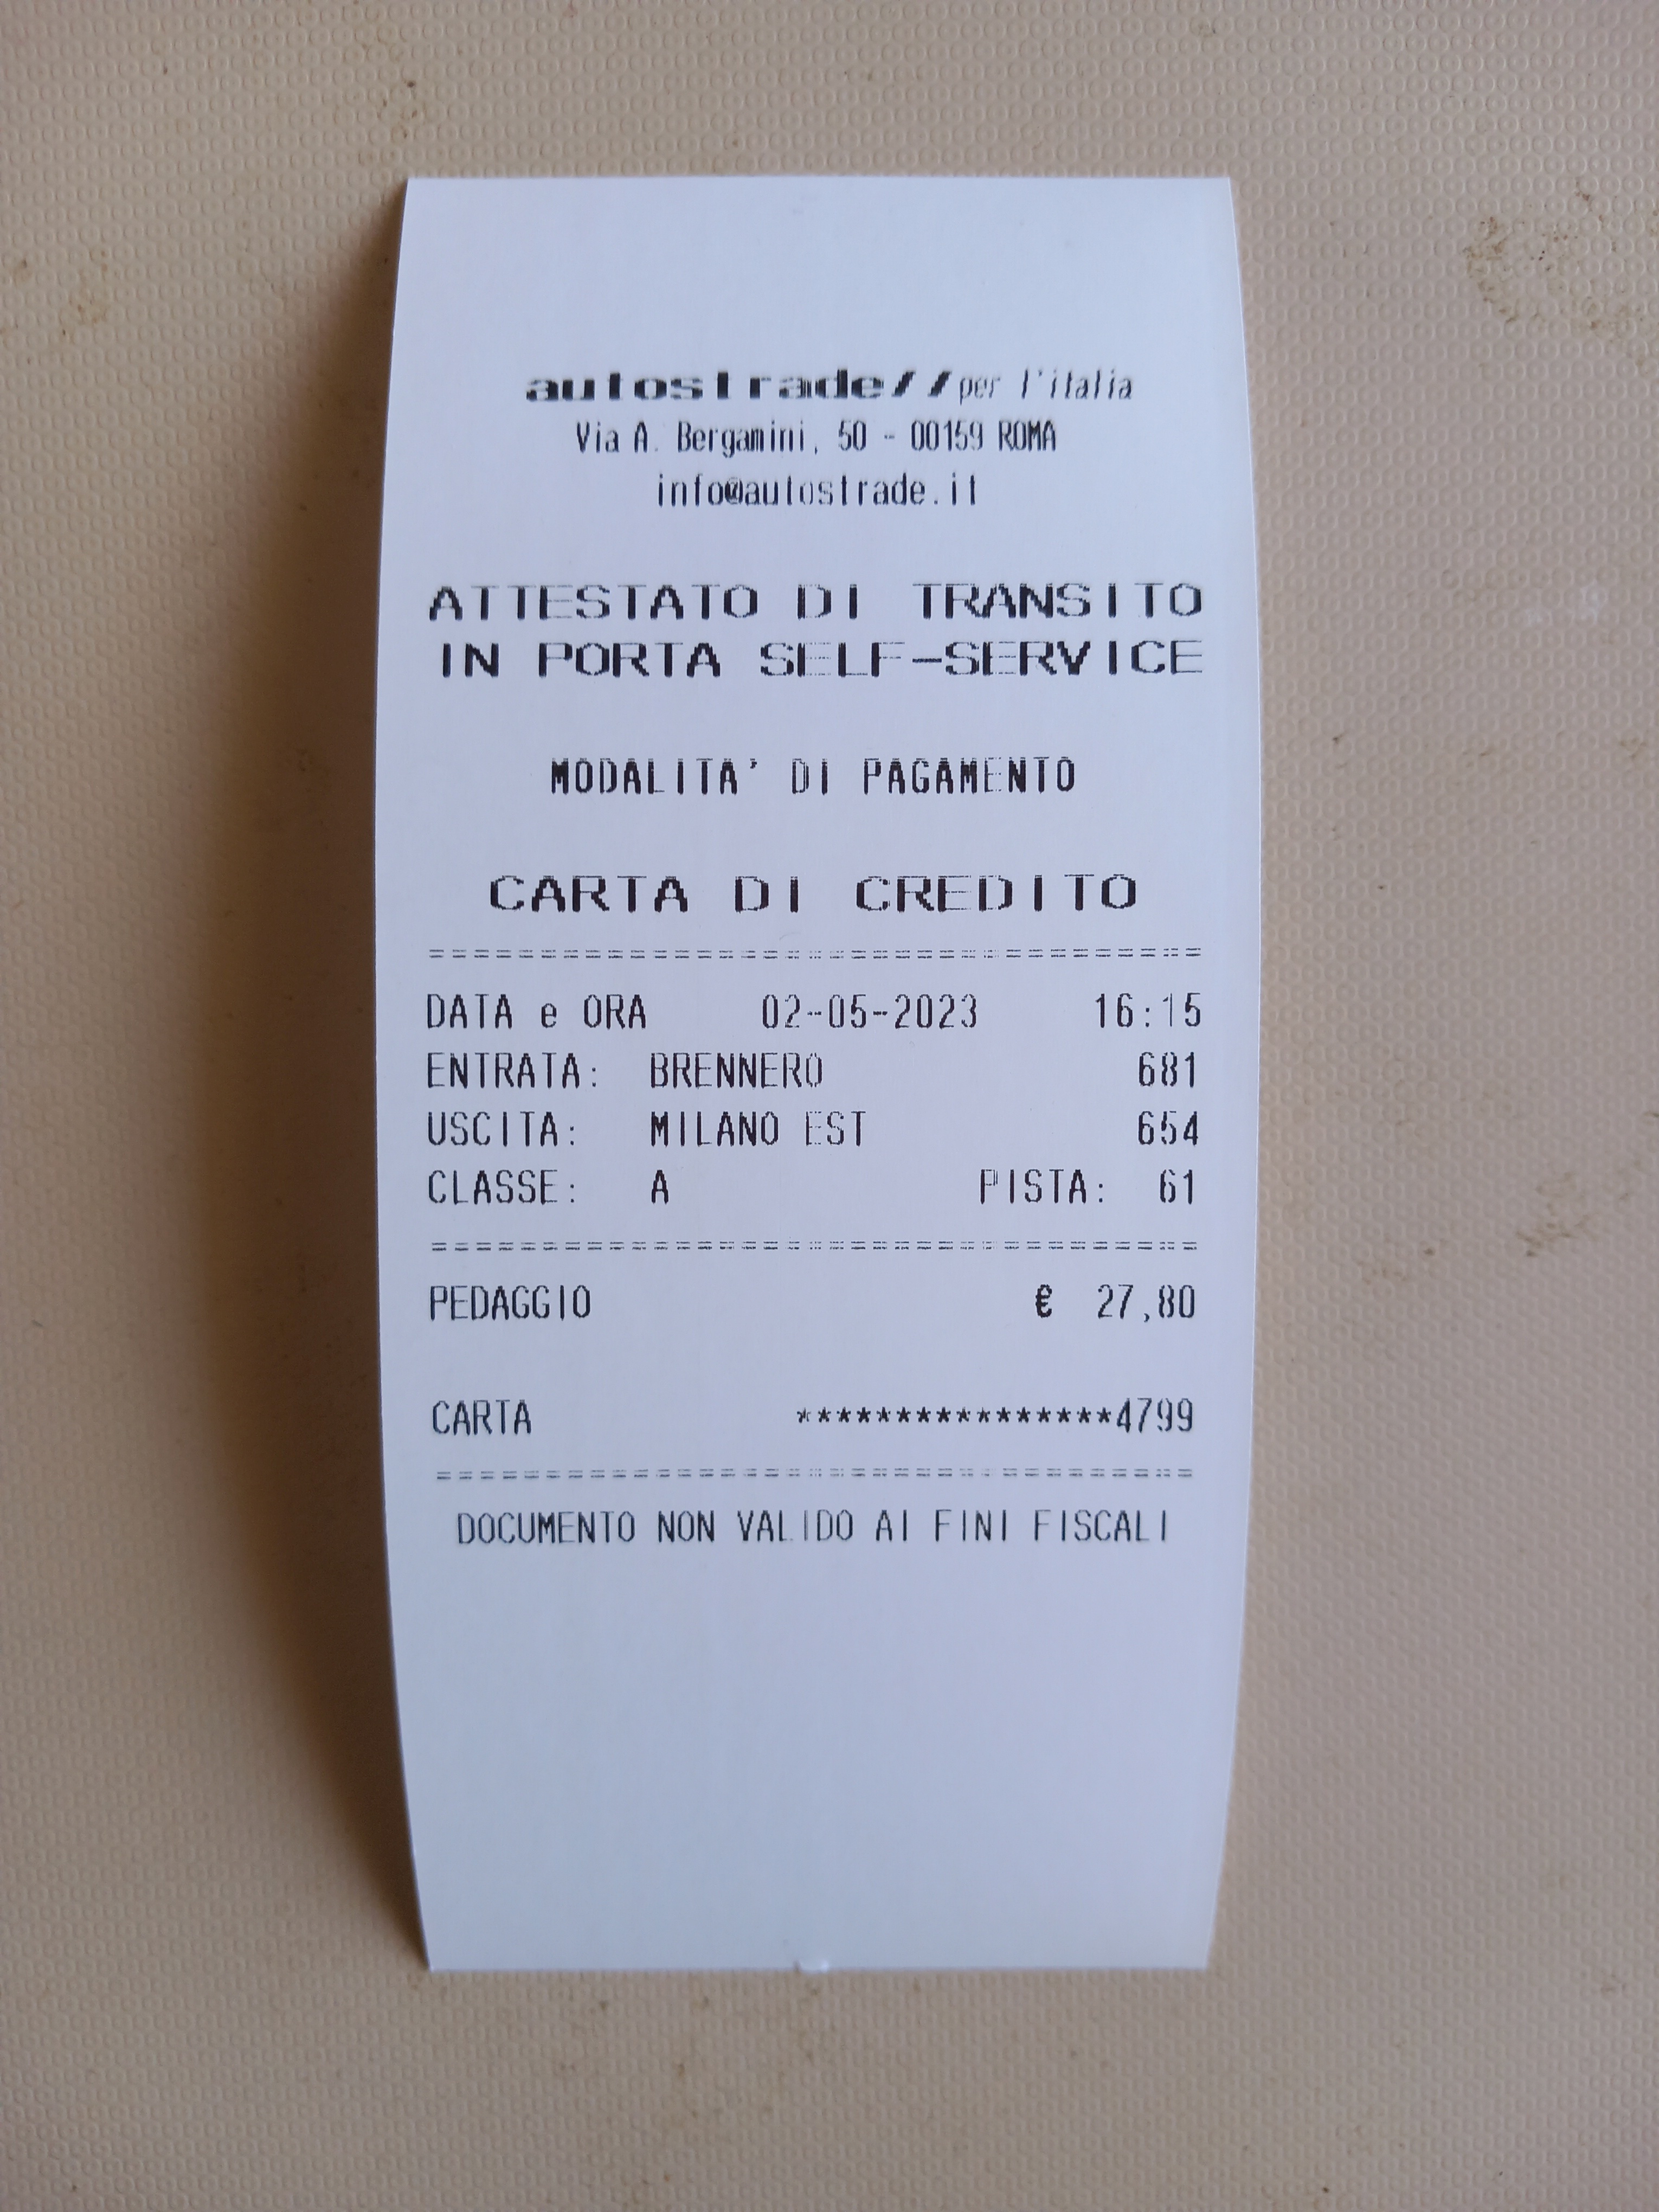 autostrade//per l'italia
Via A. Bergamini, 50 - 00159 ROMA
info@autostrade.it
ATTESTATO DI TRANSITO
IN PORTA SELF-SERVICE
MODALITA' DI PAGAMENTO
CARTA DI CREDITO
DATA e ORA 02-05-2023 16:15
ENTRATA: BRENNERO 681
USCITA: MILANO EST 654
CLASSE: A PISTA: 61
PEDAGGIO € 27,80
CARTA ****************4799
DOCUMENTO NON VALIDO AI FINI FISCALI